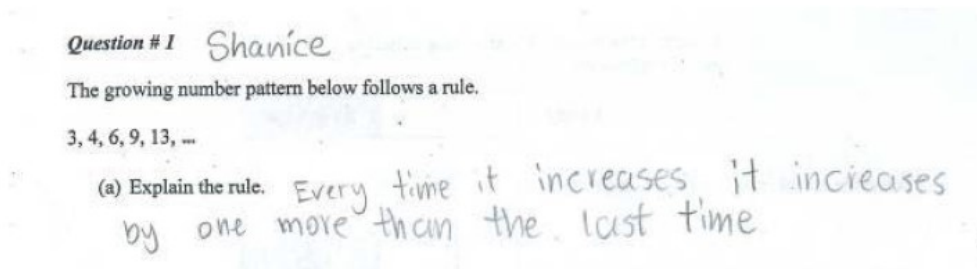 Question # 1 Shanice
The growing number pattern below follows a rule.
3, 4, 6, 9, 13, ...
(a) Explain the rule. Every time it increases it increases
by one more than the last time